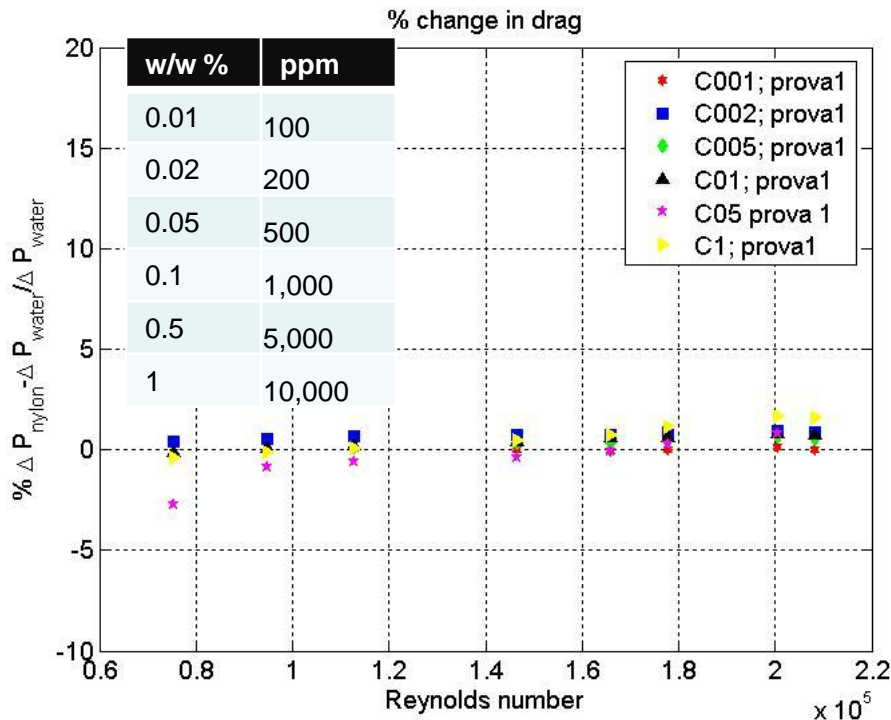 % change in drag
20
15
10
5
0
-5
-10
% Δ P nylon -Δ P water /Δ P water
w/w % ppm
0.01 100
0.02 200
0.05 500
0.1 1,000
0.5 5,000
1 10,000
C001; prova1
C002; prova1
C005; prova1
C01; prova1
C05 prova 1
C1; prova1
0.6 0.8 1 1.2 1.4 1.6 1.8 2 2.2
Reynolds number
x 10^5